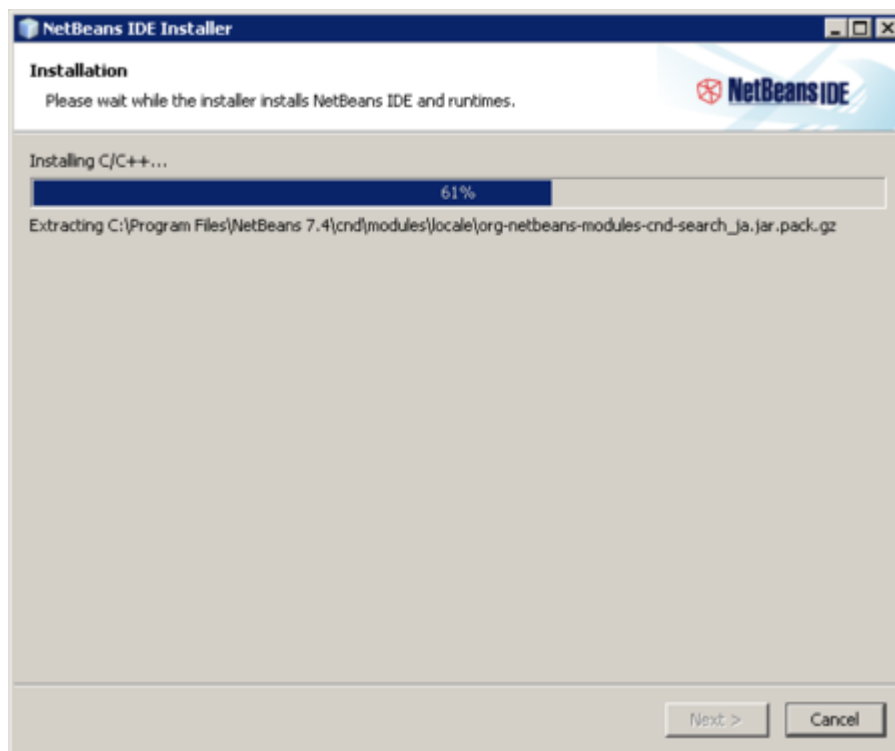 NetBeans IDE Installer
Installation
Please wait while the installer installs NetBeans IDE and runtimes.
NetBeans IDE
Installing C/C++...
61%
Extracting C:\Program Files\NetBeans 7.4\cnd\modules\locale\org-netbeans-modules-cnd-search_ja.jar.pack.gz
Next >
Cancel